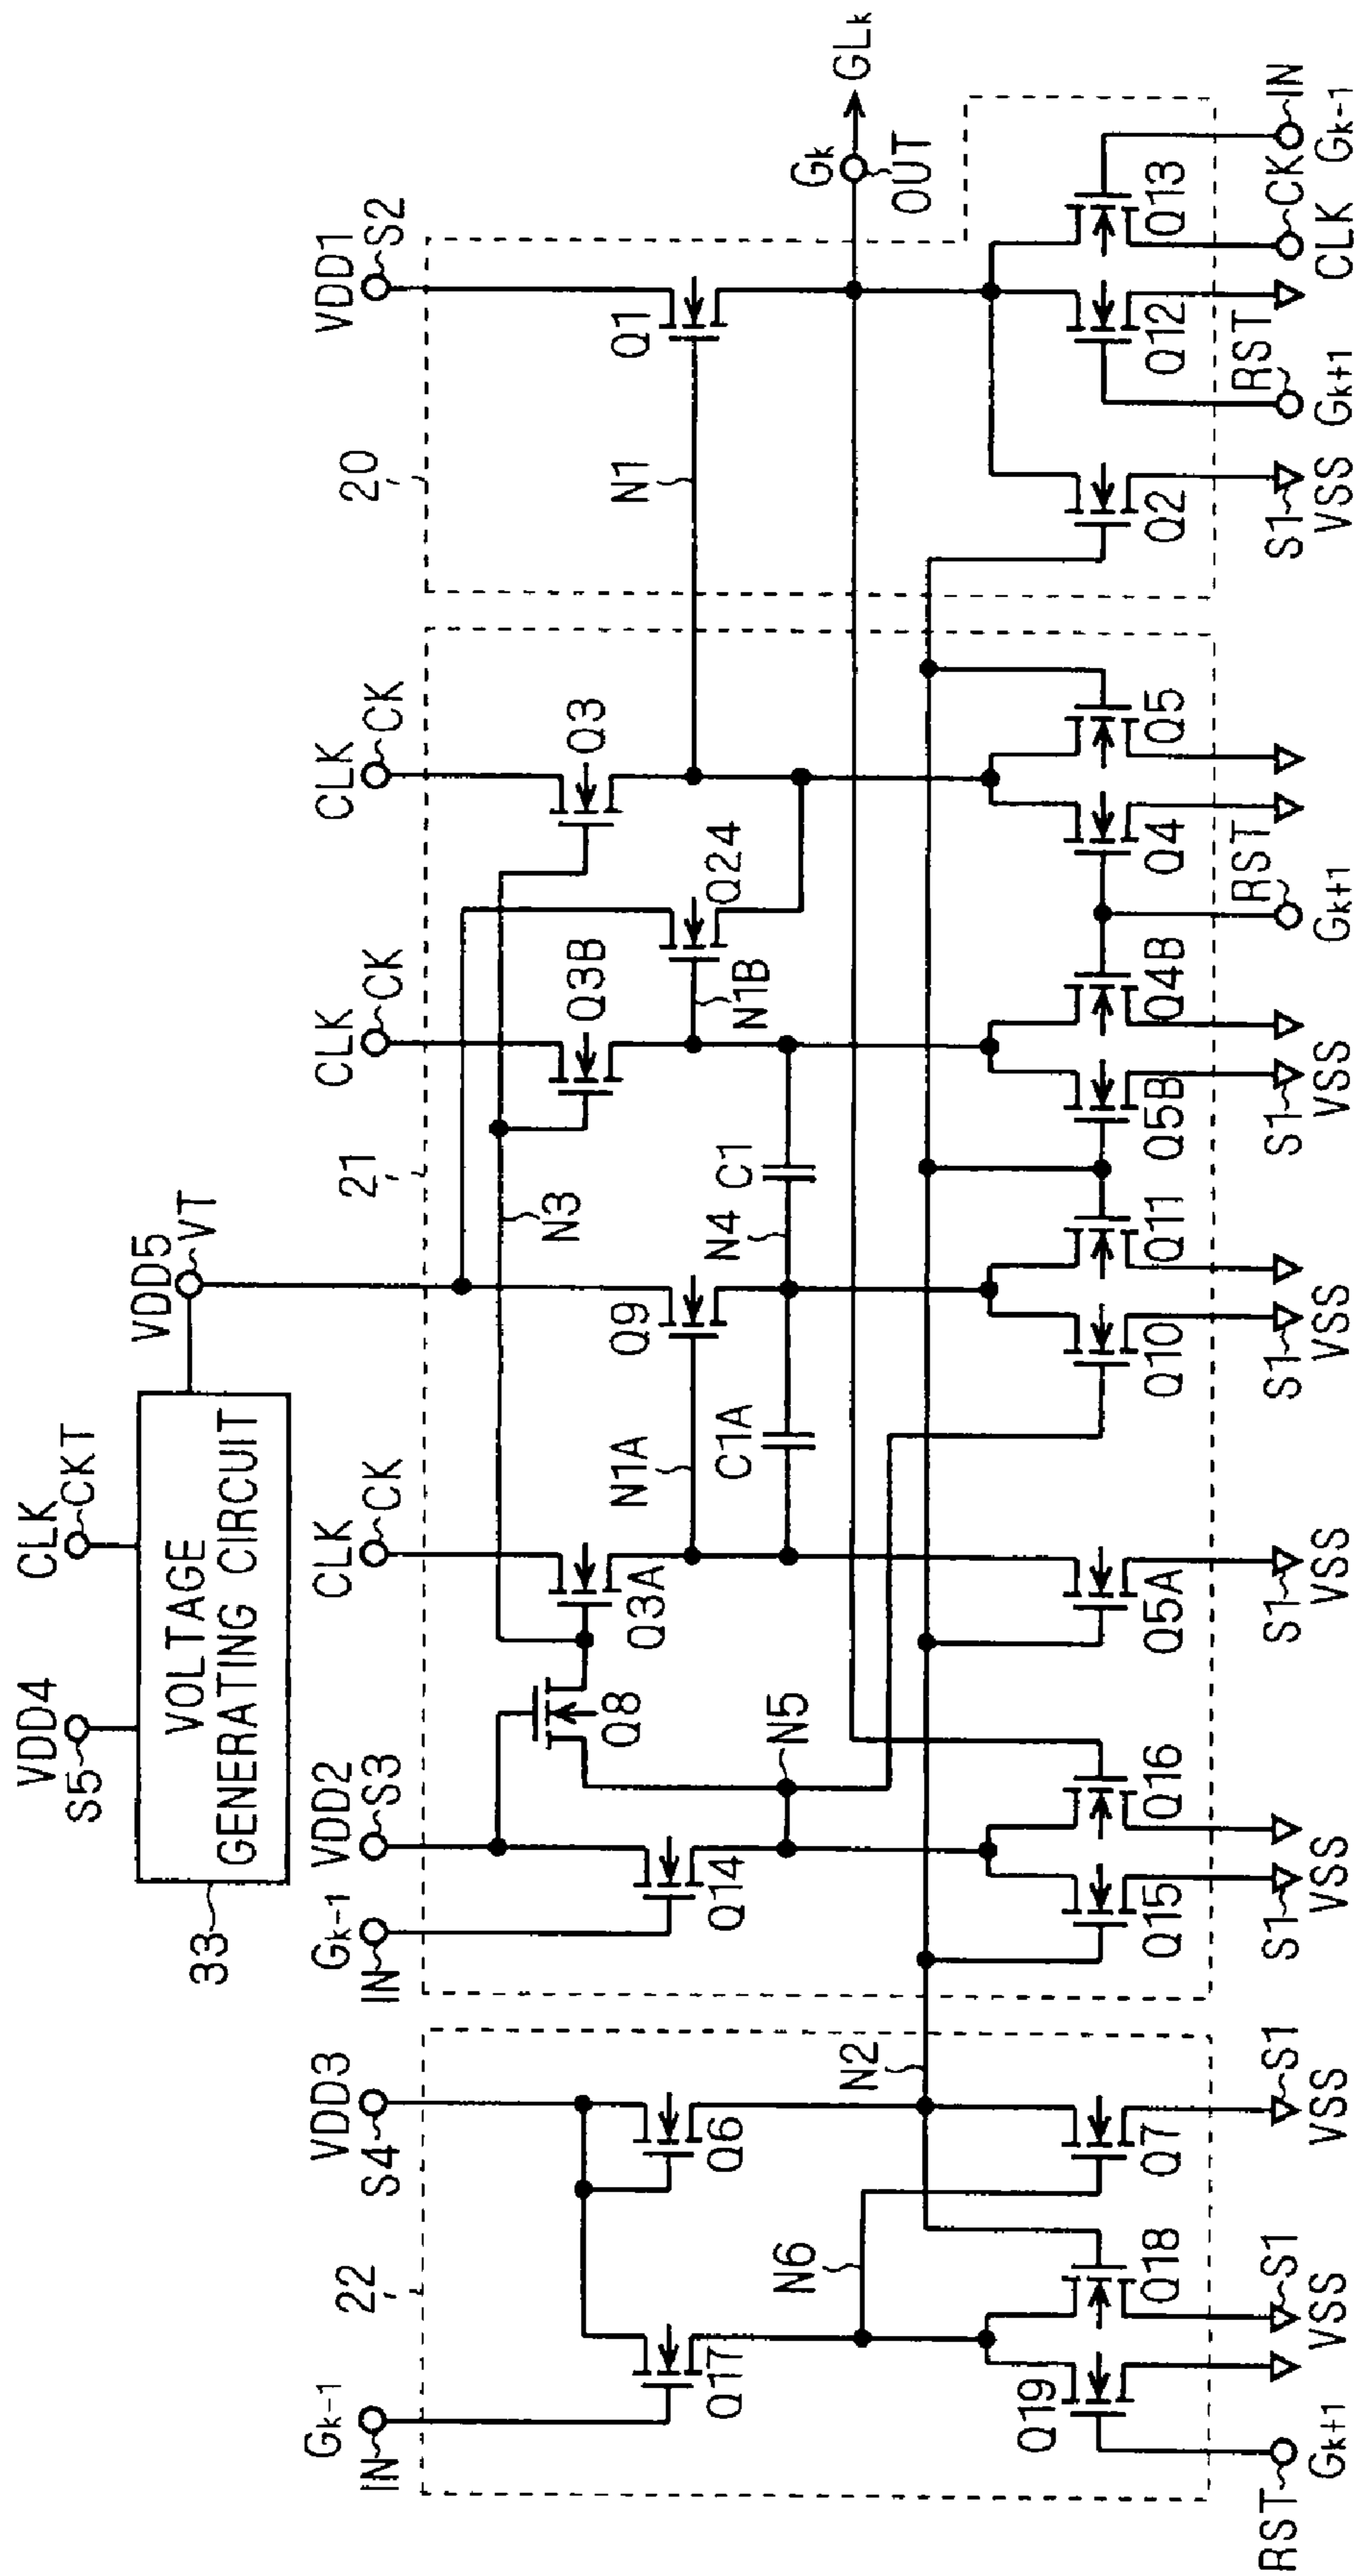 CLK
CKT
VDD4
S5
VOLTAGE
GENERATING CIRCUIT
33
VDD5
VT
Gk-1
IN
VDD3
S4
Gk-1
IN
VDD2
S3
CLK
CK
CLK
CK
CLK
CK
VDD1
S2
22
21
20
Q17
Q6
Q14
Q8
Q3A
N1A
Q9
N3
Q3B
N1B
Q24
Q3
N1
Q1
C1A
N4
C1
N5
N6
N2
Gk
OUT
GLk
Q19
Q18
Q7
Q15
Q16
Q5A
Q10
Q11
Q5B
Q4B
Q4
Q5
Q2
Q12
Q13
RST
Gk+1
S1
VSS
S1
VSS
S1
VSS
S1
VSS
S1
VSS
S1
VSS
RST
Gk+1
S1
VSS
RST
Gk+1
CK
CLK
IN
Gk-1